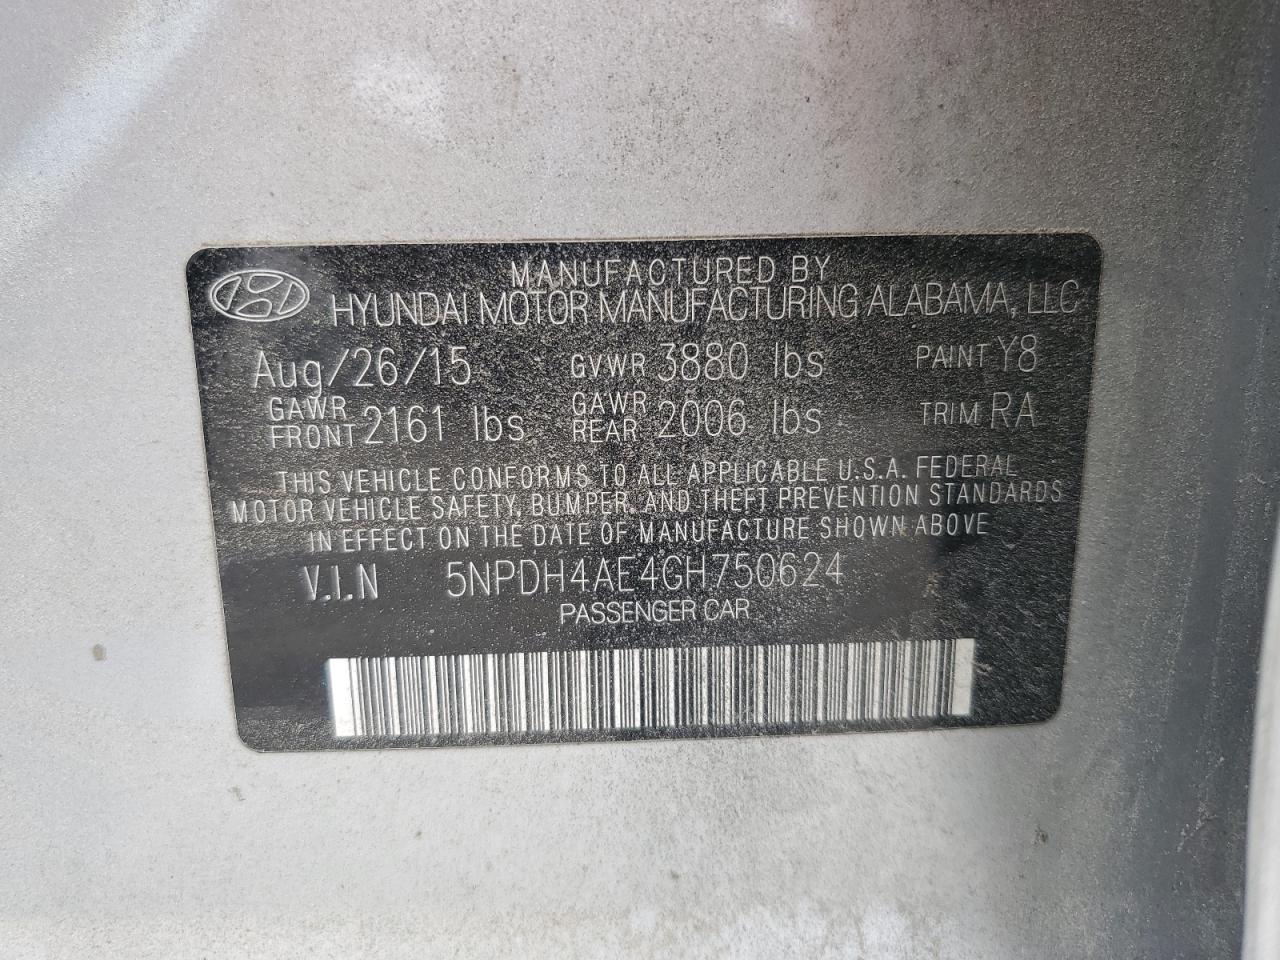 MANUFACTURED BY
HYUNDAI MOTOR MANUFACTURING ALABAMA, LLC
Aug/26/15 GVWR 3880 lbs PAINT Y8
GAWR FRONT 2161 lbs GAWR REAR 2006 lbs TRIM RA
THIS VEHICLE CONFORMS TO ALL APPLICABLE U.S.A. FEDERAL
MOTOR VEHICLE SAFETY, BUMPER, AND THEFT PREVENTION STANDARDS
IN EFFECT ON THE DATE OF MANUFACTURE SHOWN ABOVE
V.I.N 5NPDH4AE4GH750624
PASSENGER CAR